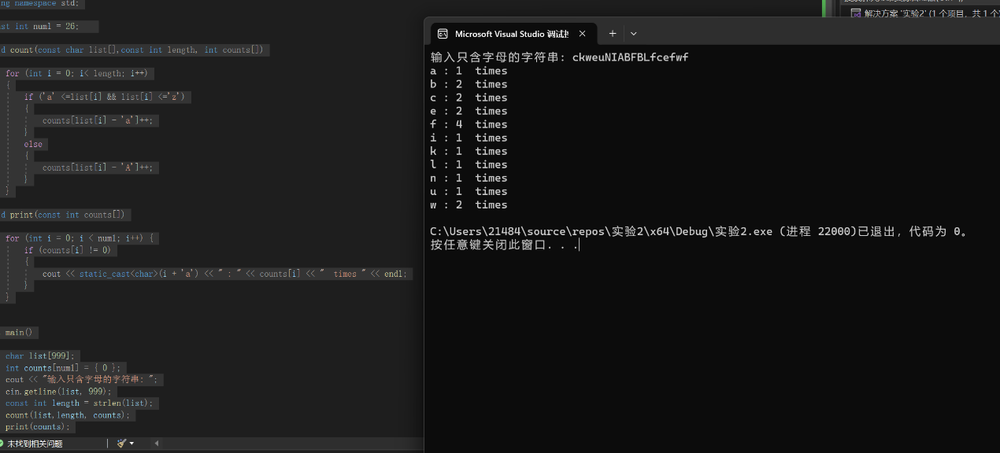 ng namespace std;
st int numl = 26;
d count(const char list[],const int length, int counts[])
for (int i = 0; i< length; i++)
{
if ('a' <=list[i] && list[i] <='z')
{
counts[list[i] - 'a']++;
}
else
{
counts[list[i] - 'A']++;
}
}
d print(const int counts[])
for (int i = 0; i < numl; i++) {
if (counts[i] != 0)
{
cout << static_cast<char>(i + 'a') << " : " << counts[i] << "  times " << endl;
}
}
main()
char list[999];
int counts[numl] = { 0 };
cout << "输入只含字母的字符串: ";
cin.getline(list, 999);
const int length = strlen(list);
count(list,length, counts);
print(counts);
未找到相关问题
解决方案 '实验2' (1 个项目, 共 1 个
Microsoft Visual Studio 调试
输入只含字母的字符串: ckweuNIABFBLfcefwf
a : 1  times
b : 2  times
c : 2  times
e : 2  times
f : 4  times
i : 1  times
k : 1  times
l : 1  times
n : 1  times
u : 1  times
w : 2  times
C:\Users\21484\source\repos\实验2\x64\Debug\实验2.exe (进程 22000)已退出，代码为 0。
按任意键关闭此窗口. . .